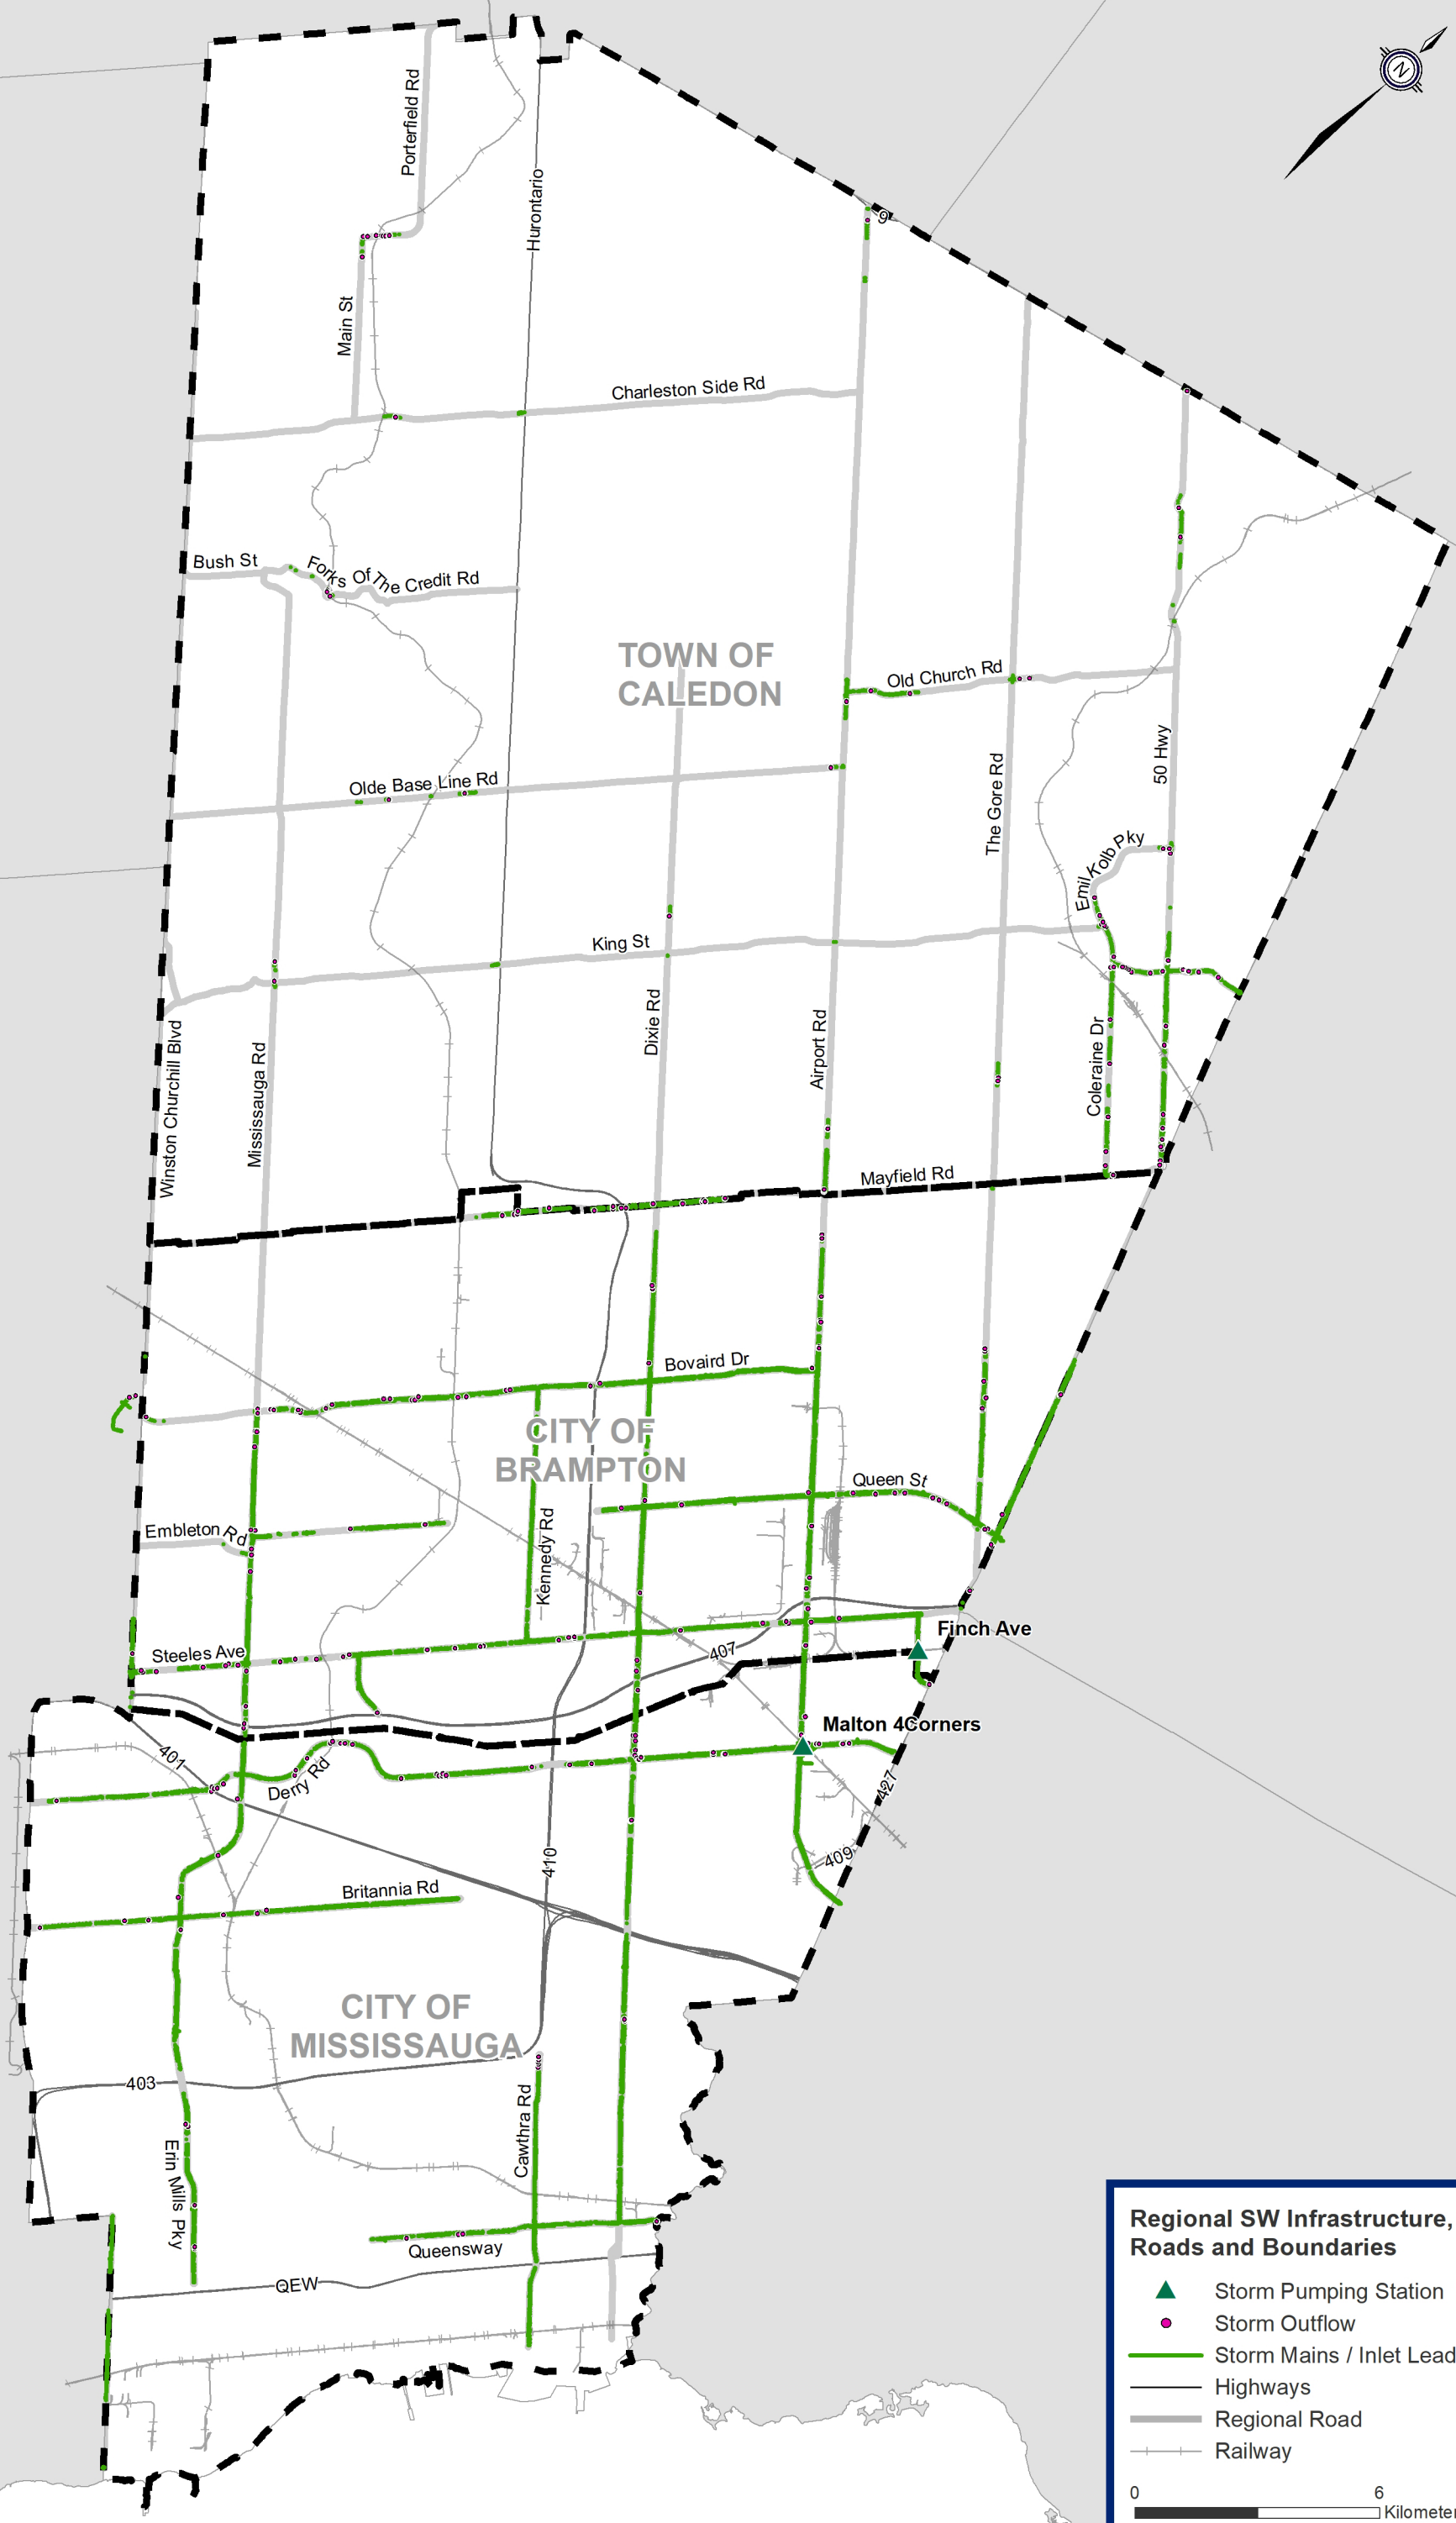 N
Porterfield Rd
Hurontario
9
Main St
Charleston Side Rd
Bush St
Forks Of The Credit Rd
TOWN OF
CALEDON
Old Church Rd
50 Hwy
Olde Base Line Rd
The Gore Rd
Emil Kolb Pky
King St
Dixie Rd
Airport Rd
Coleraine Dr
Winston Churchill Blvd
Mississauga Rd
Mayfield Rd
Bovaird Dr
CITY OF
BRAMPTON
Queen St
Embleton Rd
Kennedy Rd
Finch Ave
Steeles Ave
407
Malton 4Corners
401
Derry Rd
427
410
409
Britannia Rd
CITY OF
MISSISSAUGA
403
Cawthra Rd
Erin Mills Pky
Queensway
QEW
Regional SW Infrastructure,
Roads and Boundaries
Storm Pumping Station
Storm Outflow
Storm Mains / Inlet Lead
Highways
Regional Road
Railway
0 6
Kilometer